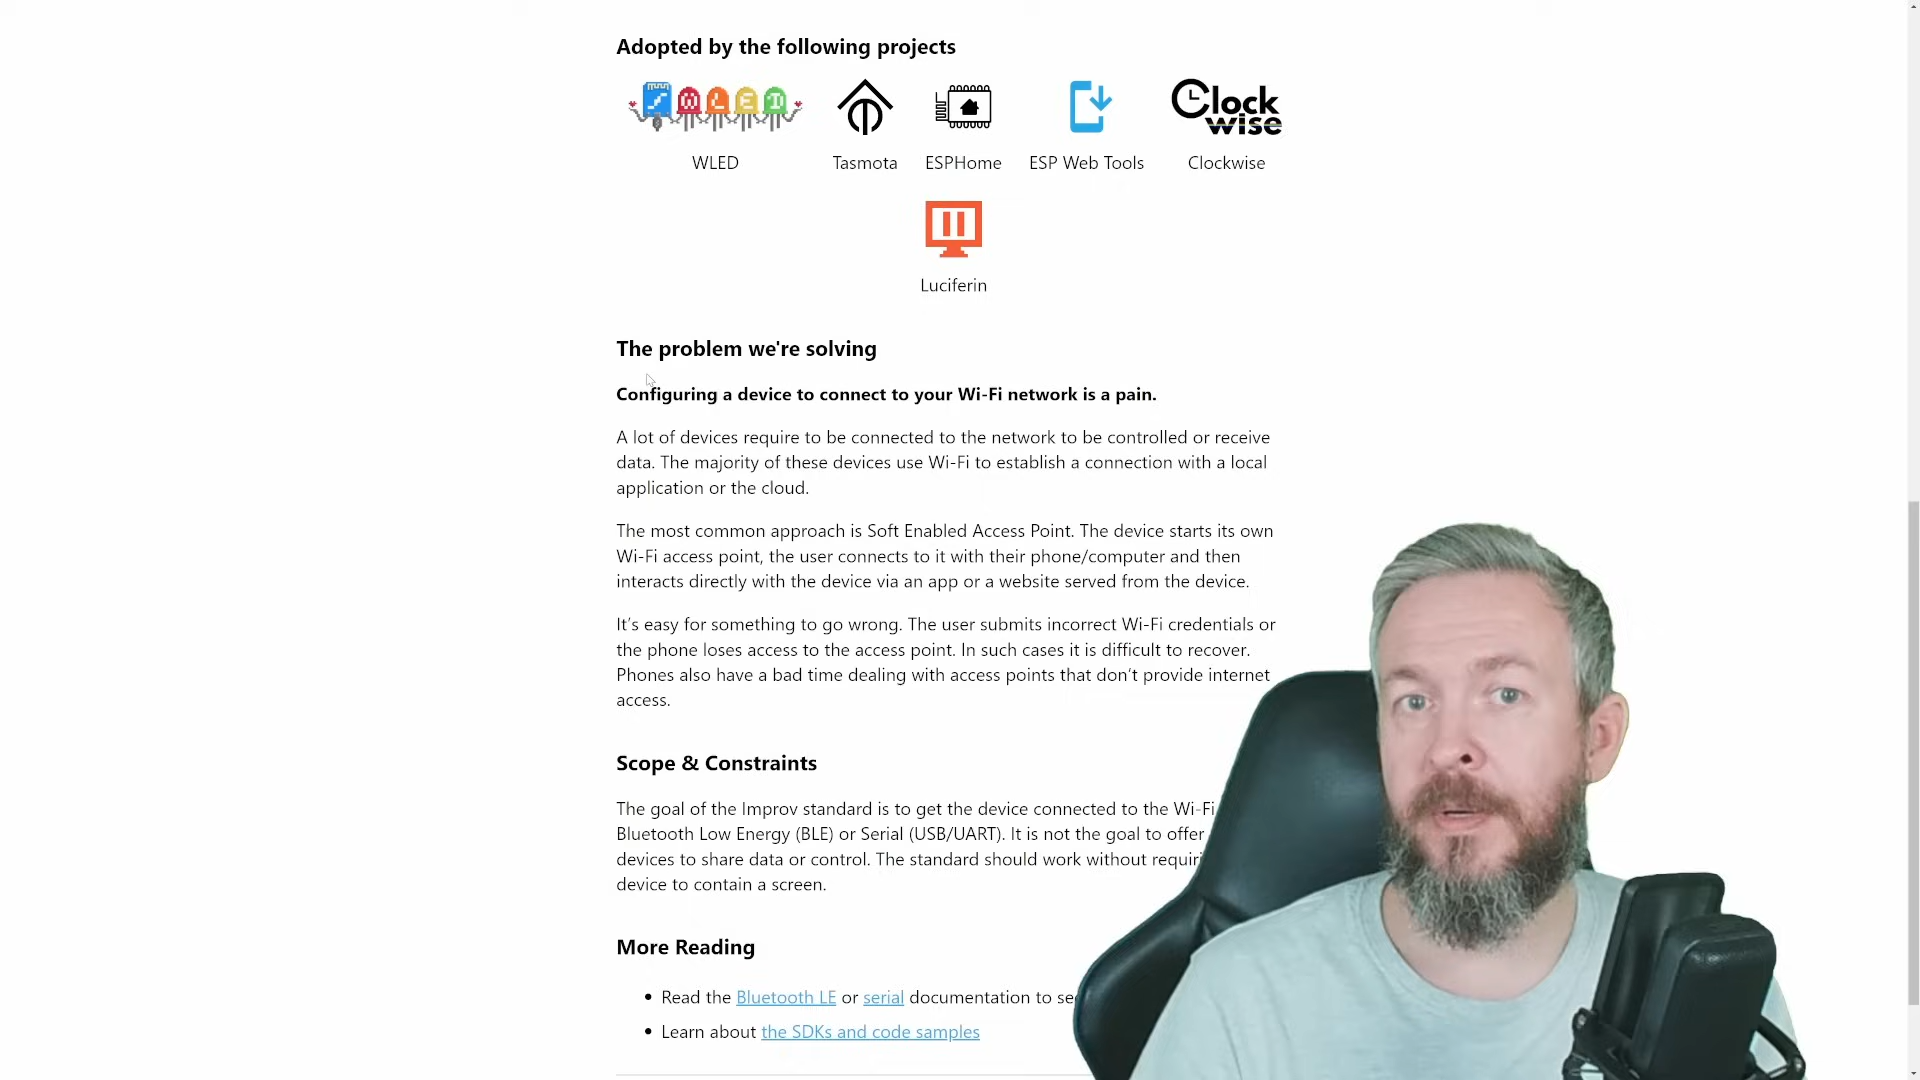 Adopted by the following projects
WLED
Clock
wise
WLED Tasmota ESPHome ESP Web Tools Clockwise
Luciferin
The problem we're solving
Configuring a device to connect to your Wi-Fi network is a pain.
A lot of devices require to be connected to the network to be controlled or receive
data. The majority of these devices use Wi-Fi to establish a connection with a local
application or the cloud.
The most common approach is Soft Enabled Access Point. The device starts its own
Wi-Fi access point, the user connects to it with their phone/computer and then
interacts directly with the device via an app or a website served from the device.
It’s easy for something to go wrong. The user submits incorrect Wi-Fi credentials or
the phone loses access to the access point. In such cases it is difficult to recover.
Phones also have a bad time dealing with access points that don’t provide internet
access.
Scope & Constraints
The goal of the Improv standard is to get the device connected to the Wi-Fi
Bluetooth Low Energy (BLE) or Serial (USB/UART). It is not the goal to offer
devices to share data or control. The standard should work without
device to contain a screen.
More Reading
• Read the Bluetooth LE or serial documentation to
• Learn about the SDKs and code samples